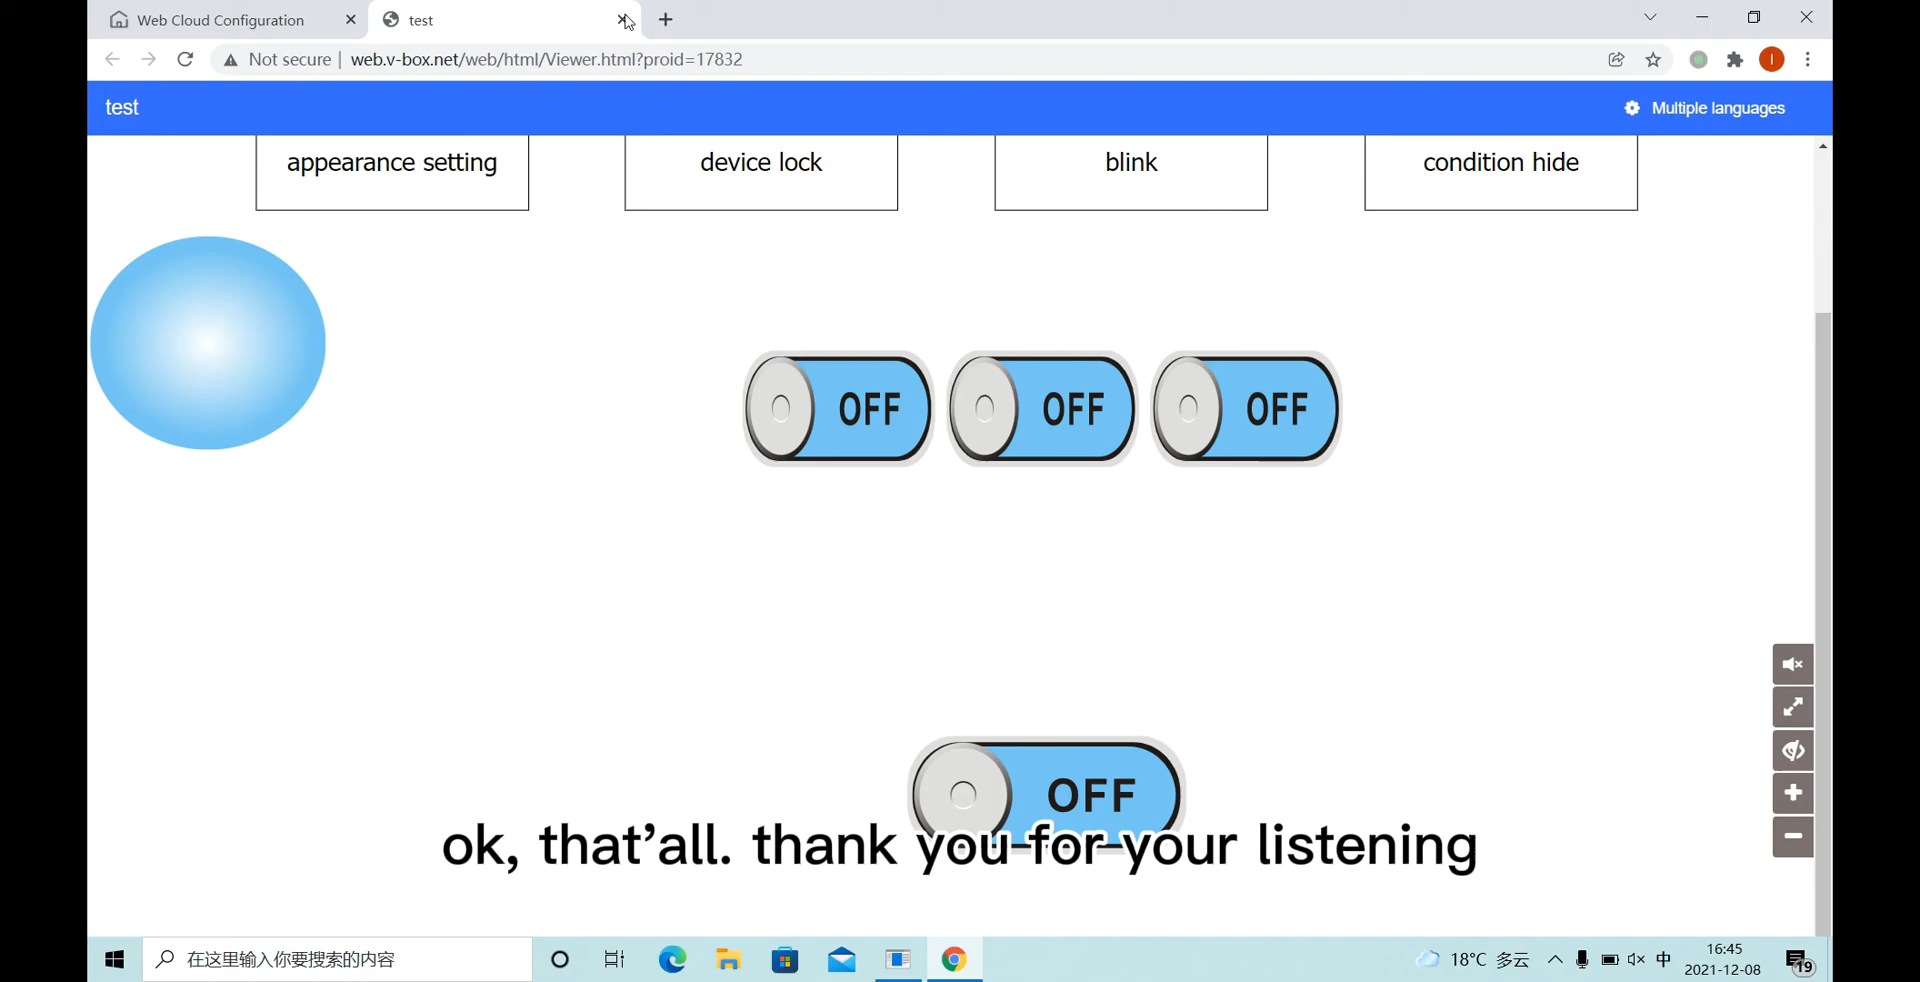 Web Cloud Configuration
test
Not secure | web.v-box.net/web/html/Viewer.html?proid=17832
I
test
Multiple languages
appearance setting
device lock
blink
condition hide
OFF
OFF
OFF
OFF
ok, that’all. thank you for your listening
在这里输入你要搜索的内容
18°C 多云
中
16:45
2021-12-08
19